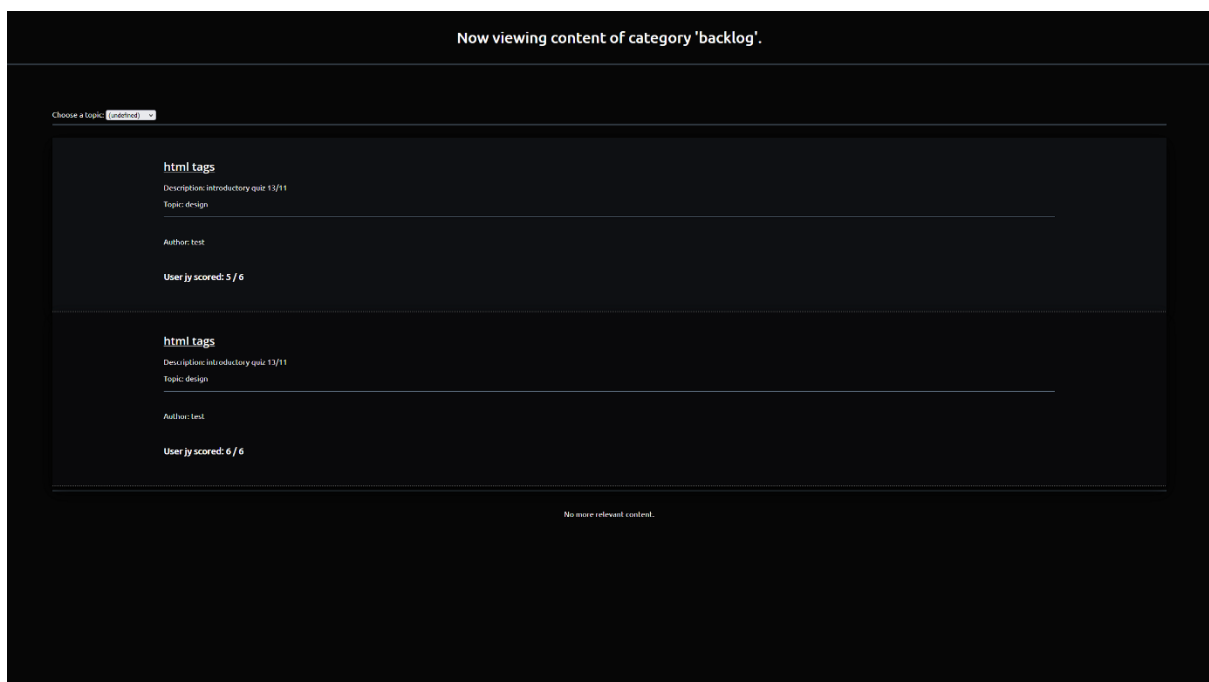 Now viewing content of category 'backlog'.
Choose a topic: (undefined)
html tags
Description: introductory quiz 13/11
Topic: design
Author: test
User jy scored: 5 / 6
html tags
Description: introductory quiz 13/11
Topic: design
Author: test
User jy scored: 6 / 6
No more relevant content.